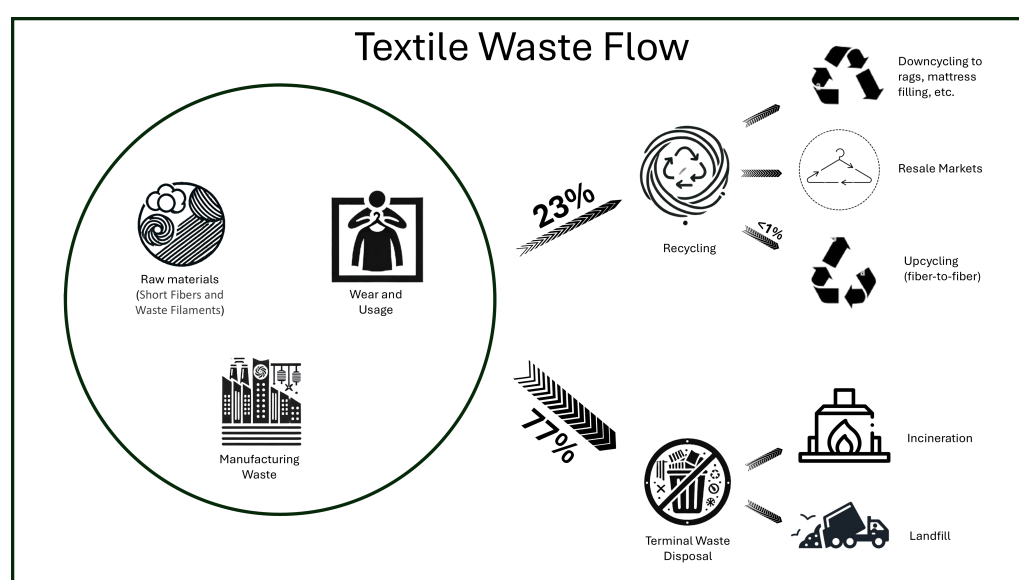 Textile Waste Flow
Raw materials
(Short Fibers and
Waste Filaments)
Wear and
Usage
Manufacturing
Waste
23%
Recycling
Downcycling to
rags, mattress
filling, etc.
Resale Markets
<1%
Upcycling
(fiber-to-fiber)
77%
Terminal Waste
Disposal
Incineration
Landfill